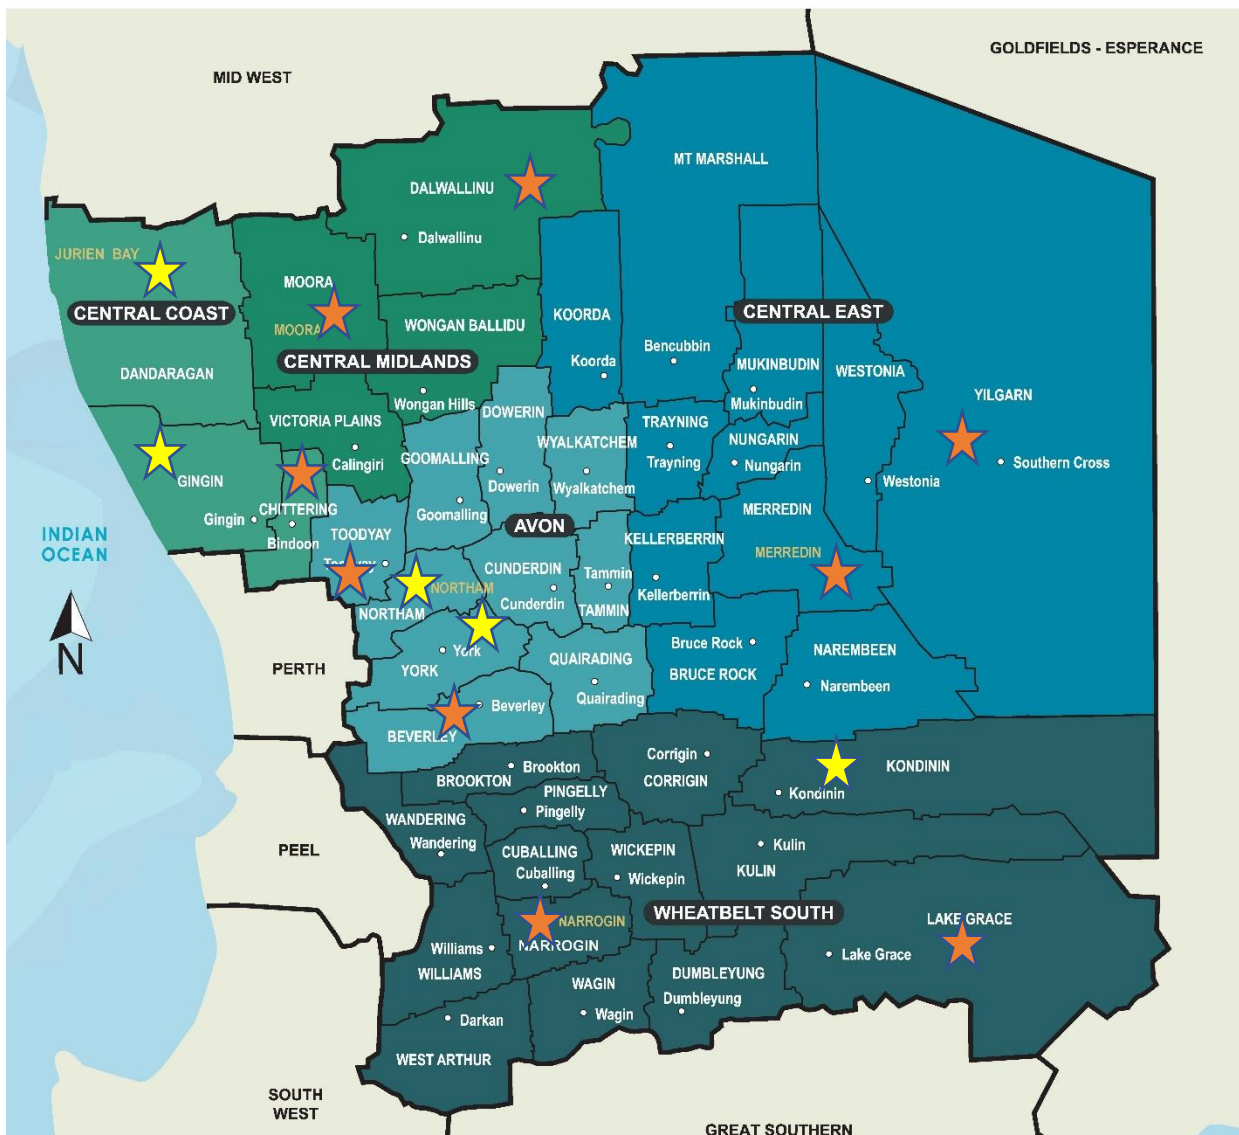 GOLDFIELDS - ESPERANCE
MID WEST
MT MARSHALL
DALWALLINU
Dalwallinu
JURIEN BAY
MOORA
CENTRAL COAST
MOORA
KOORDA
CENTRAL EAST
WONGAN BALLIDU
CENTRAL MIDLANDS
Bencubbin
Koorda
MUKINBUDIN
WESTONIA
DANDARAGAN
Wongan Hills
Mukinbudin
YILGARN
DOWERIN
VICTORIA PLAINS
TRAYNING
WYALKATCHEM
NUNGARIN
GOOMALLING
Calingiri
Trayning
Nungarin
Southern Cross
GINGIN
Dowerin
Wyalkatchem
Westonia
CHITTERING
Goomalling
MERREDIN
Gingin
AVON
INDIAN
OCEAN
TOODYAY
Bindoon
KELLERBERRIN
MERREDIN
Toodyay
CUNDERDIN
Tammin
NORTHAM
Kellerberrin
Cunderdin
TAMMIN
NORTHAM
N
York
Bruce Rock
NAREMBEEN
PERTH
YORK
QUAIRADING
BRUCE ROCK
Narembeen
Quairading
Beverley
BEVERLEY
Corrigin
Brookton
KONDININ
BROOKTON
CORRIGIN
PINGELLY
Kondinin
Pingelly
WANDERING
Wandering
Kulin
PEEL
CUBALLING
WICKEPIN
Cuballing
KULIN
Wickepin
WHEATBELT SOUTH
NARROGIN
LAKE GRACE
NARROGIN
Williams
Lake Grace
WILLIAMS
DUMBLEYUNG
WAGIN
Dumbleyung
Wagin
Darkan
WEST ARTHUR
SOUTH
WEST
GREAT SOUTHERN